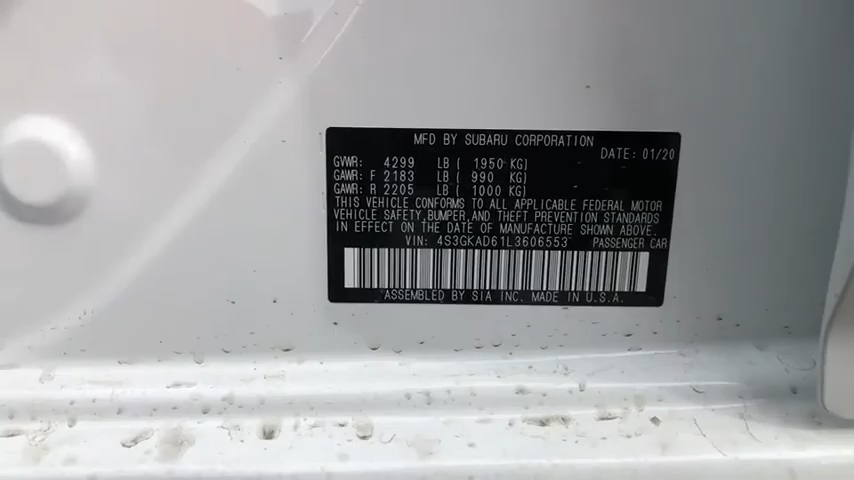 MFD BY SUBARU CORPORATION
DATE: 01/20
GVWR: 4299 LB ( 1950 KG)
GAWR: F 2183 LB ( 990 KG)
GAWR: R 2205 LB ( 1000 KG)
THIS VEHICLE CONFORMS TO ALL APPLICABLE FEDERAL MOTOR
VEHICLE SAFETY, BUMPER, AND THEFT PREVENTION STANDARDS
IN EFFECT ON THE DATE OF MANUFACTURE SHOWN ABOVE.
VIN: 4S3GKAD61L3606553 PASSENGER CAR
ASSEMBLED BY SIA INC. MADE IN U.S.A.